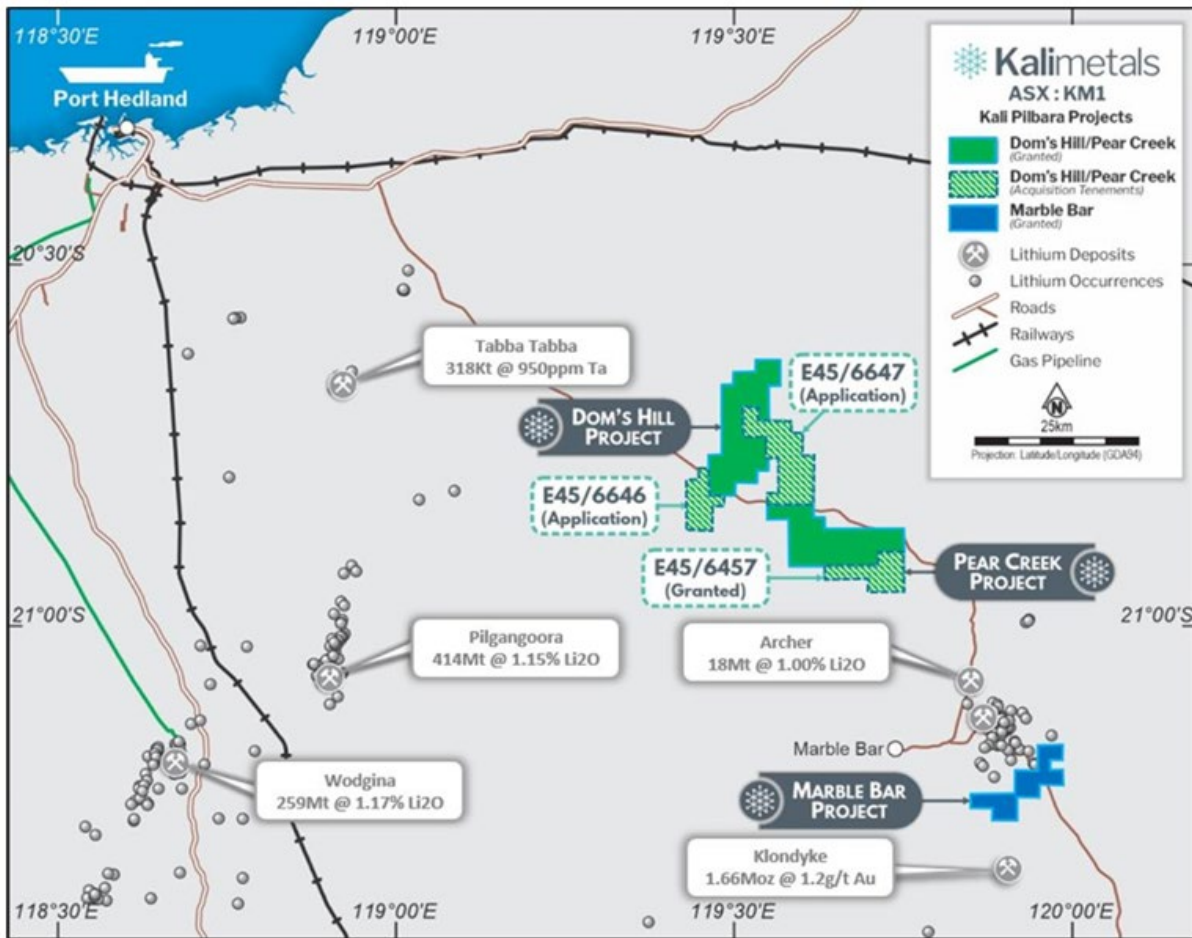 118°30'E
119°00'E
119°30'E
120°00'E
Port Hedland
Kalimetals
ASX : KM1
Kali Pilbara Projects
Dom's Hill/Pear Creek
(Granted)
Dom's Hill/Pear Creek
(Acquisition Tenements)
Marble Bar
(Granted)
Lithium Deposits
Lithium Occurrences
Roads
Railways
Gas Pipeline
N
25km
Projection: Latitude/Longitude (GDA94)
20°30'S
Tabba Tabba
318Kt @ 950ppm Ta
E45/6647
(Application)
DOM'S HILL
PROJECT
E45/6646
(Application)
E45/6457
(Granted)
PEAR CREEK
PROJECT
21°00'S
21°00'S
Pilgangoora
414Mt @ 1.15% Li2O
Archer
18Mt @ 1.00% Li2O
Marble Bar
Wodgina
259Mt @ 1.17% Li2O
MARBLE BAR
PROJECT
Klondyke
1.66Moz @ 1.2g/t Au
118°30'E
119°00'E
119°30'E
120°00'E